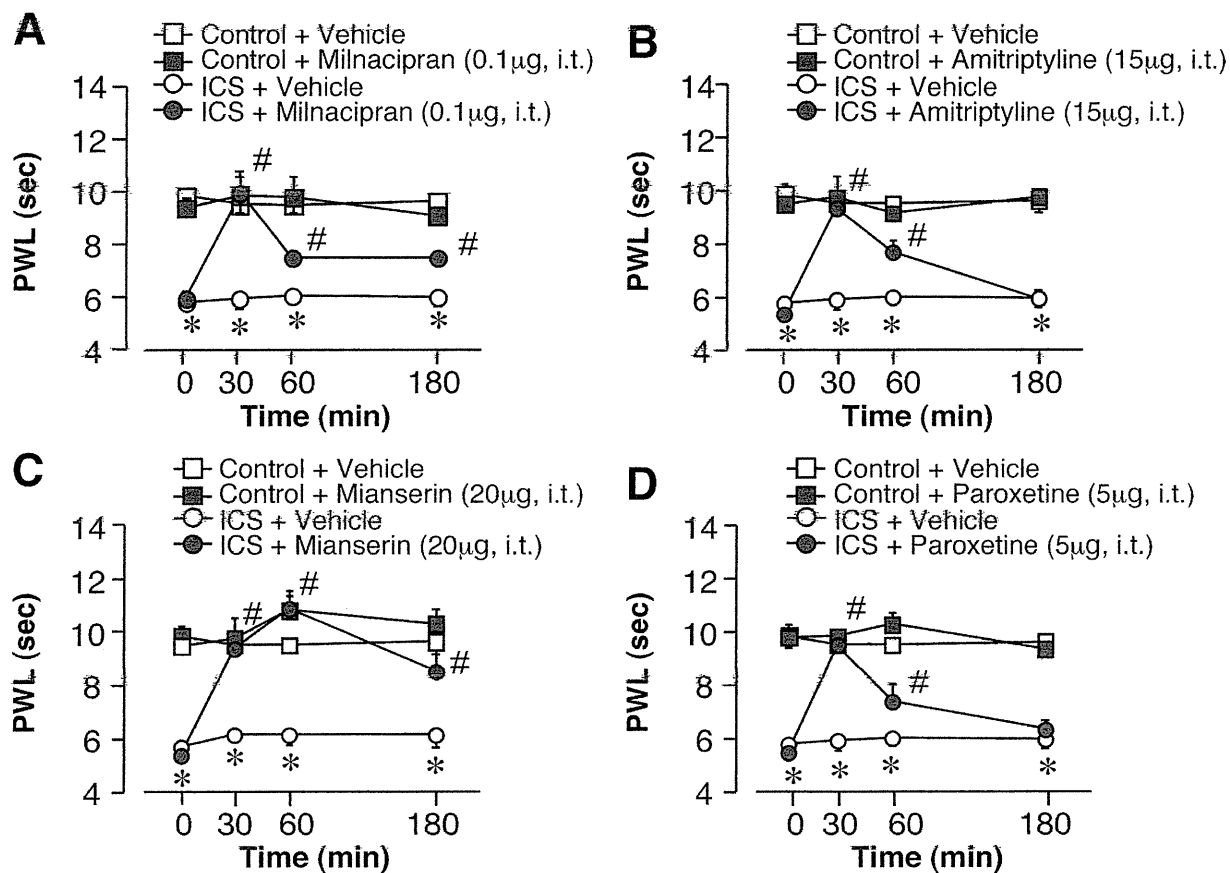 A
Control + Vehicle
Control + Milnacipran (0.1μg, i.t.)
ICS + Vehicle
ICS + Milnacipran (0.1μg, i.t.)
14
12
10
8
6
4
PWL (sec)
#
#
#
* * * *
0 30 60 180
Time (min)
B
Control + Vehicle
Control + Amitriptyline (15μg, i.t.)
ICS + Vehicle
ICS + Amitriptyline (15μg, i.t.)
14
12
10
8
6
4
PWL (sec)
#
#
* * * *
0 30 60 180
Time (min)
C
Control + Vehicle
Control + Mianserin (20μg, i.t.)
ICS + Vehicle
ICS + Mianserin (20μg, i.t.)
14
12
10
8
6
4
PWL (sec)
#
#
#
* * * *
0 30 60 180
Time (min)
D
Control + Vehicle
Control + Paroxetine (5μg, i.t.)
ICS + Vehicle
ICS + Paroxetine (5μg, i.t.)
14
12
10
8
6
4
PWL (sec)
#
#
* * * *
0 30 60 180
Time (min)